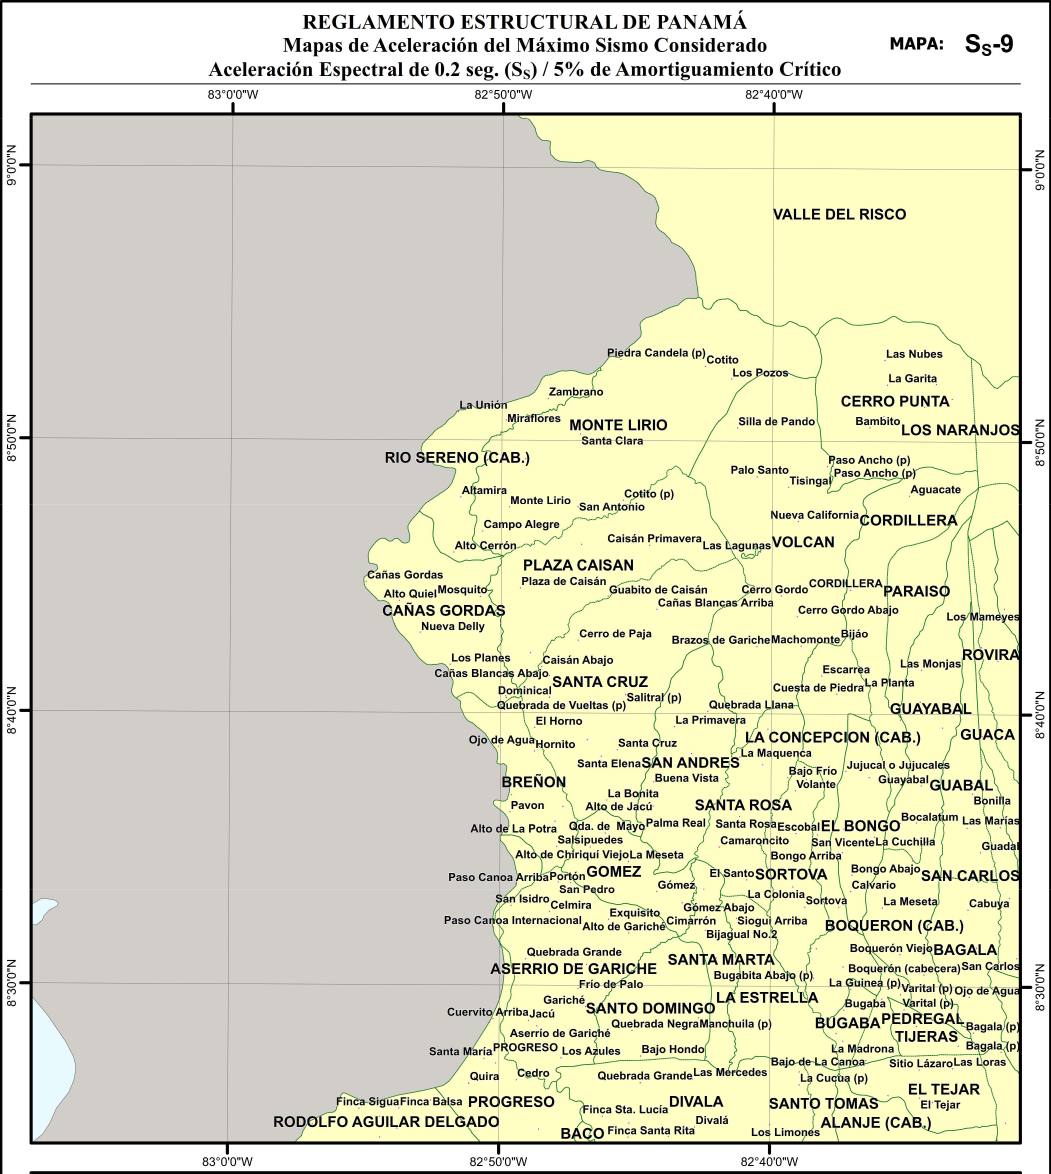 REGLAMENTO ESTRUCTURAL DE PANAMÁ
Mapas de Aceleración del Máximo Sismo Considerado
MAPA: SS-9
Aceleración Espectral de 0.2 seg. (SS) / 5% de Amortiguamiento Crítico
83°0'0"W 82°50'0"W 82°40'0"W
9°0'0"N 9°0'0"N
VALLE DEL RISCO
Piedra Candela (p)
Cotito
Las Nubes
Los Pozos
La Garita
Zambrano
CERRO PUNTA
La Unión
Miraflores
MONTE LIRIO
Silla de Pando
Bambito
LOS NARANJOS
8°50'0"N 8°50'0"N
Santa Clara
RIO SERENO (CAB.)
Paso Ancho (p)
Palo Santo
Paso Ancho (p)
Tisingal
Altamira
Cotito (p)
Aguacate
Monte Lirio
San Antonio
Nueva California
CORDILLERA
Campo Alegre
Caisán Primavera
VOLCAN
Alto Cerrón
Las Lagunas
PLAZA CAISAN
Cañas Gordas
Plaza de Caisán
CORDILLERA
Mosquito
Guabito de Caisán
Cerro Gordo
PARAISO
Alto Quiel
Cañas Blancas Arriba
CAÑAS GORDAS
Cerro Gordo Abajo
Los Mameyes
Nueva Delly
Cerro de Paja
Brazos de Gariche
Machomonte
Bijáo
ROVIRA
Los Planes
Caisán Abajo
Las Monjas
Cañas Blancas Abajo
Escarrea
SANTA CRUZ
La Planta
Dominical
Cuesta de Piedra
Salitral (p)
Quebrada de Vueltas (p)
Quebrada Llana
GUAYABAL
8°40'0"N 8°40'0"N
El Horno
La Primavera
GUACA
Ojo de Agua
Hornito
Santa Cruz
LA CONCEPCION (CAB.)
La Maquenca
Santa Elena
SAN ANDRES
Jujucal o Jujucales
Bajo Frío
Buena Vista
Guayabal
BREÑON
Volante
GUABAL
La Bonita
Bonilla
Pavon
Alto de Jacú
SANTA ROSA
Bocalatum
Las Marías
Alto de La Potra
Qda. de Mayo
Palma Real
Santa Rosa
Escobal
EL BONGO
Salsipuedes
Camaroncito
San Vicente
La Cuchilla
Guadal
Alto de Chiriquí Viejo
La Meseta
Bongo Arriba
Paso Canoa Arriba
Portón
GOMEZ
El Santo
SORTOVA
Bongo Abajo
SAN CARLOS
San Pedro
Gómez
Calvario
San Isidro
La Colonia
Sortova
La Meseta
Cabuya
Celmira
Gómez Abajo
Exquisito
Paso Canoa Internacional
Cimarrón
Siogui Arriba
Alto de Gariché
BOQUERON (CAB.)
Bijagual No.2
Quebrada Grande
Boquerón Viejo
BAGALA
SANTA MARTA
ASERRIO DE GARICHE
Boquerón (cabecera)
San Carlos
Bugabita Abajo (p)
8°30'0"N 8°30'0"N
Frío de Palo
La Guinea (p)
Varital (p)
Ojo de Agua
Gariché
LA ESTRELLA
Bugaba
Varital (p)
Cuervito Arriba
Jacú
SANTO DOMINGO
Quebrada Negra
Manchuila (p)
BUGABA
PEDREGAL
Bagala (p)
Aserrio de Gariché
TIJERAS
Santa María
PROGRESO
Los Azules
Bajo Hondo
La Madrona
Bagala (p)
Bajo de La Canoa
Sitio Lázaro
Las Loras
Quira
Cedro
Quebrada Grande
Las Mercedes
La Cucua (p)
EL TEJAR
Finca Sigua
Finca Balsa
PROGRESO
DIVALA
SANTO TOMAS
El Tejar
Finca Sta. Lucía
RODOLFO AGUILAR DELGADO
Divalá
ALANJE (CAB.)
BACO
Finca Santa Rita
Los Limones
83°0'0"W 82°50'0"W 82°40'0"W